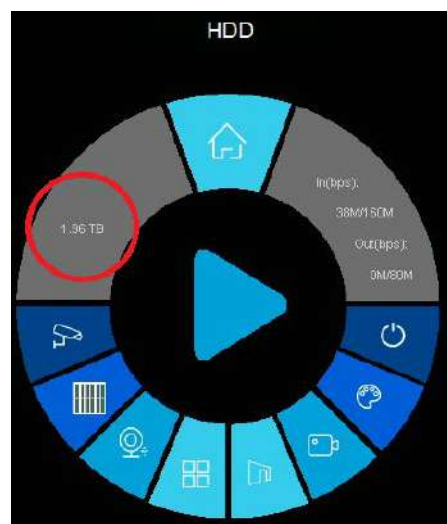 HDD
1.96 TB
In(bps):
38M/160M
Out(bps):
0M/80M